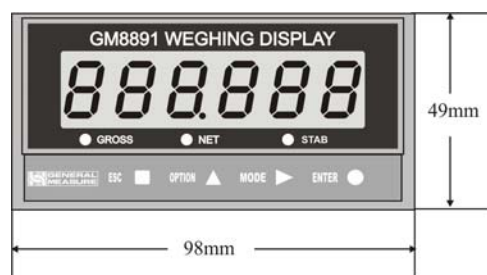 GM8891 WEGHING DISPLAY
888.888
GROSS NET STAB
GENERAL MEASURE ESC OPTION MODE ENTER
49mm
98mm